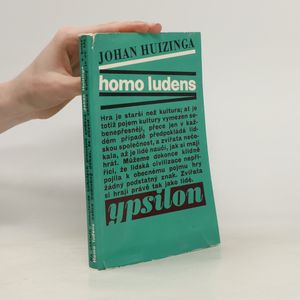 JOHAN HUIZINGA
homo ludens
Hra je starší než kultura; ať je
totiž pojem kultury vymezen se-
benepřesněji, přece jen v kaž-
dém případě předpokládá lid-
skou společnost, a zvířata neče-
kala, až je lidé naučí, jak si mají
hrát. Můžeme dokonce klidně
říci, že lidská civilizace nepři-
pojila k obecnému pojmu hry
žádný podstatný znak. Zvířata
si hrají právě tak jako lidé.
ypsilon